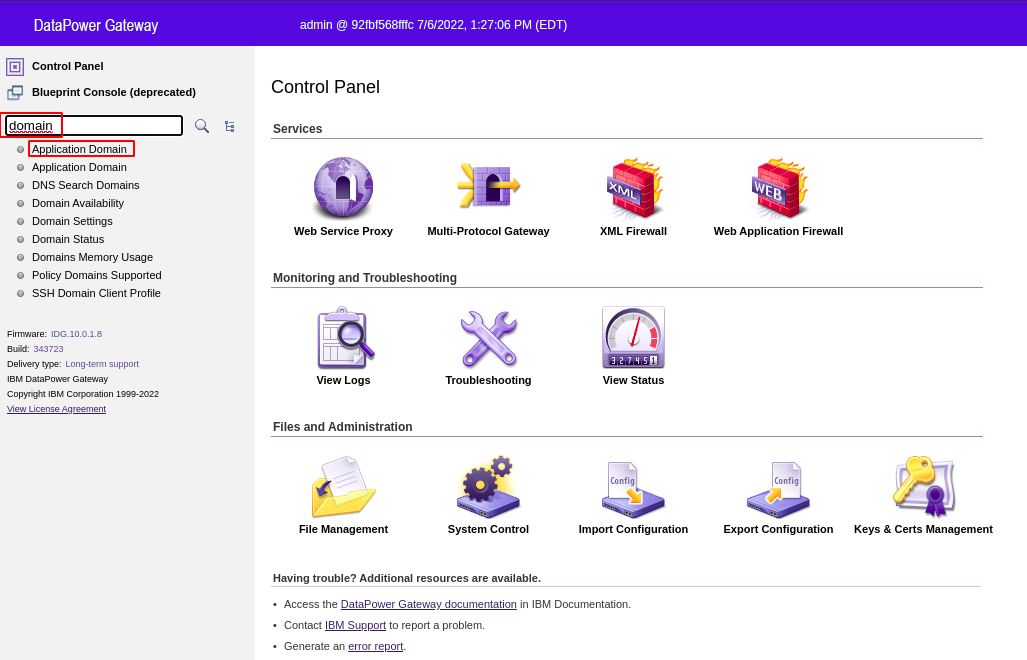 DataPower Gateway
admin @ 92fbf568fffc 7/6/2022, 1:27:06 PM (EDT)
Control Panel
Blueprint Console (deprecated)
domain
Application Domain
Application Domain
DNS Search Domains
Domain Availability
Domain Settings
Domain Status
Domains Memory Usage
Policy Domains Supported
SSH Domain Client Profile
Firmware: IDG.10.0.1.8
Build: 343723
Delivery type: Long-term support
IBM DataPower Gateway
Copyright IBM Corporation 1999-2022
View License Agreement
Control Panel
Services
XML
WEB
Web Service Proxy
Multi-Protocol Gateway
XML Firewall
Web Application Firewall
Monitoring and Troubleshooting
3.2.7.4.5 1
View Logs
Troubleshooting
View Status
Files and Administration
Config
Config
File Management
System Control
Import Configuration
Export Configuration
Keys & Certs Management
Having trouble? Additional resources are available.
• Access the DataPower Gateway documentation in IBM Documentation.
• Contact IBM Support to report a problem.
• Generate an error report.